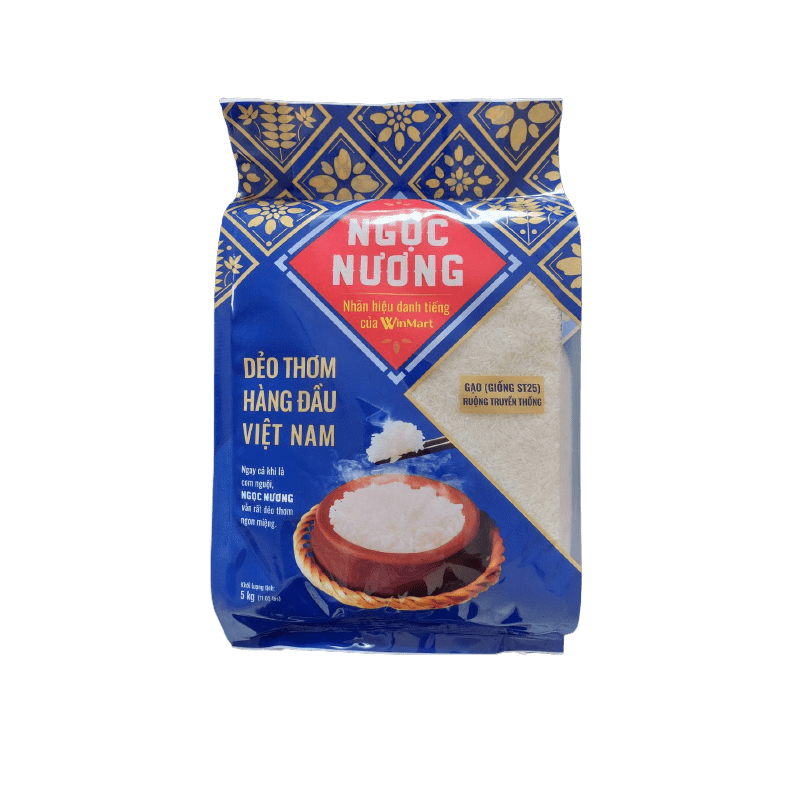 NGỌC
NƯƠNG
Nhãn hiệu danh tiếng
của WinMart
DẺO THƠM
HÀNG ĐẦU
VIỆT NAM
GẠO (GIỐNG ST25)
RUỘNG TRUYỀN THỐNG
Ngay cả khi là
cơm nguội,
NGỌC NƯƠNG
vẫn rất dẻo thơm
ngon miệng.
Khối lượng tịnh:
5 kg